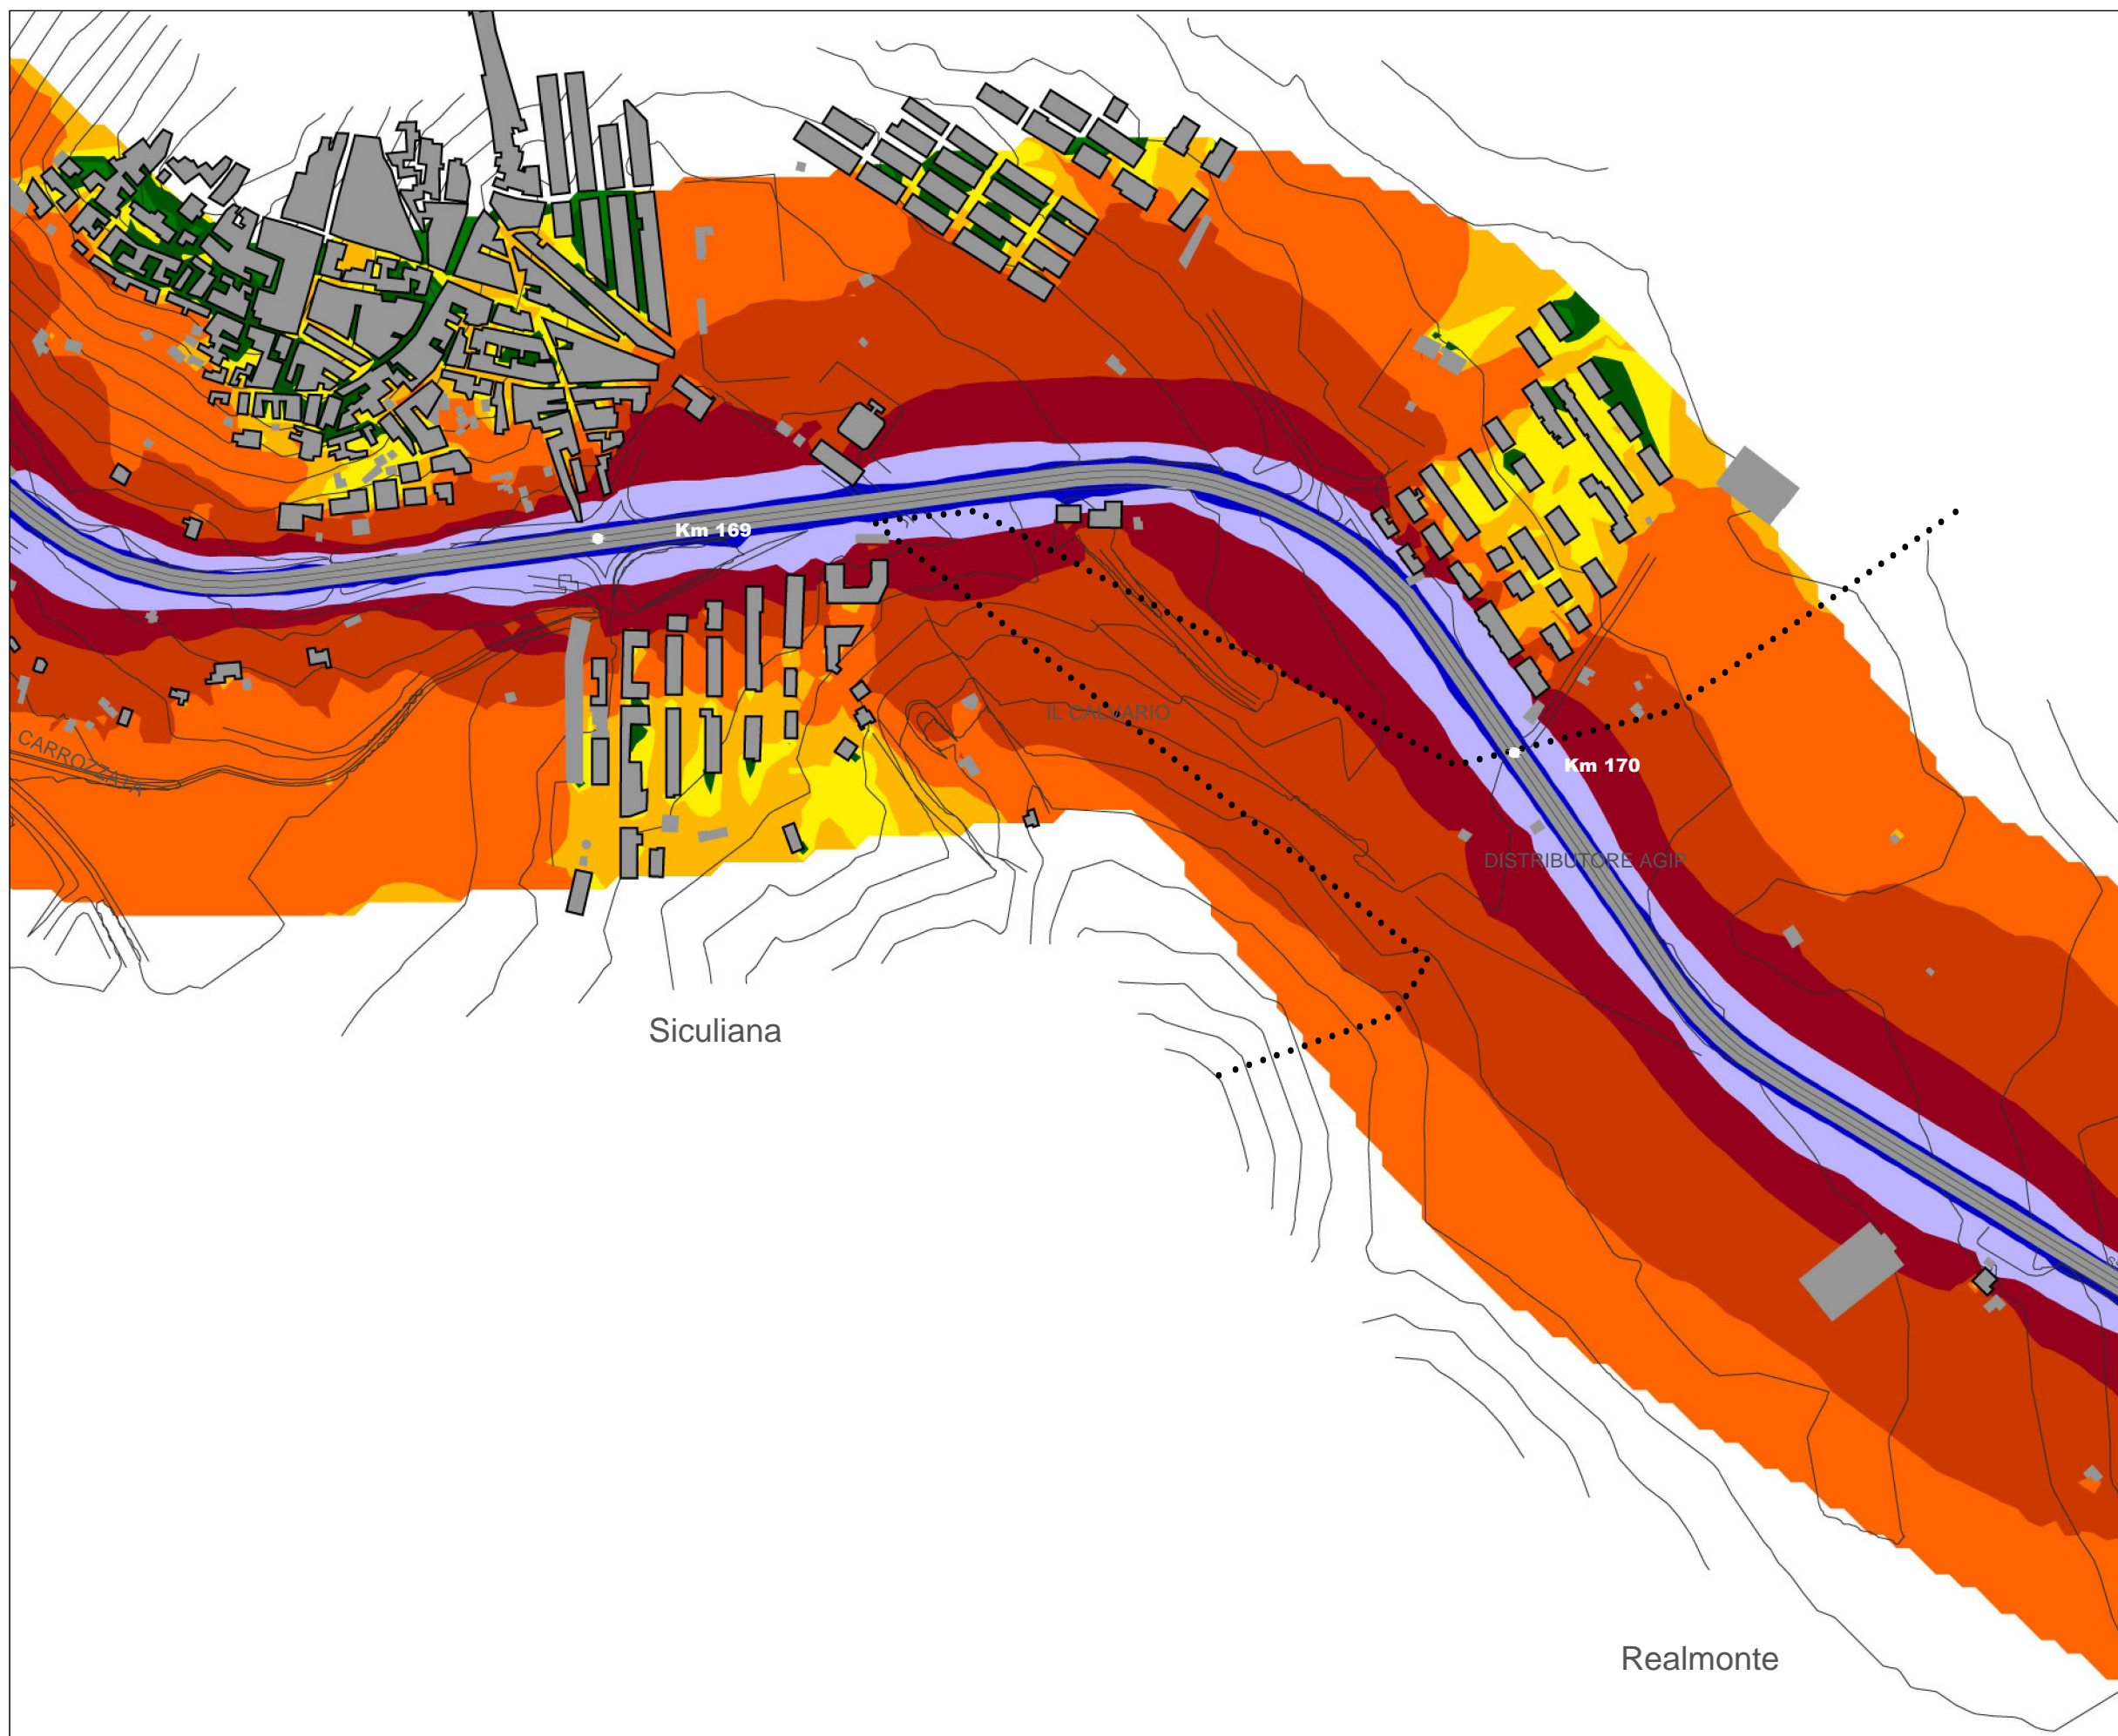 Km 169
IL CALVARIO
CARROZZATA
Km 170
DISTRIBUTORE AGIP
Siculiana
Realmonte